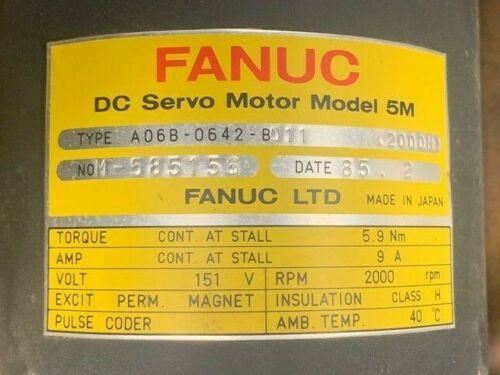 FANUC
DC Servo Motor Model 5M
TYPE A06B-0642-B011 (2000N)
NO M-585156 DATE 85.2
FANUC LTD MADE IN JAPAN
TORQUE CONT. AT STALL 5.9 Nm
AMP CONT. AT STALL 9 A
VOLT 151 V RPM 2000 rpm
EXCIT PERM. MAGNET INSULATION CLASS H
PULSE CODER AMB. TEMP. 40 °C